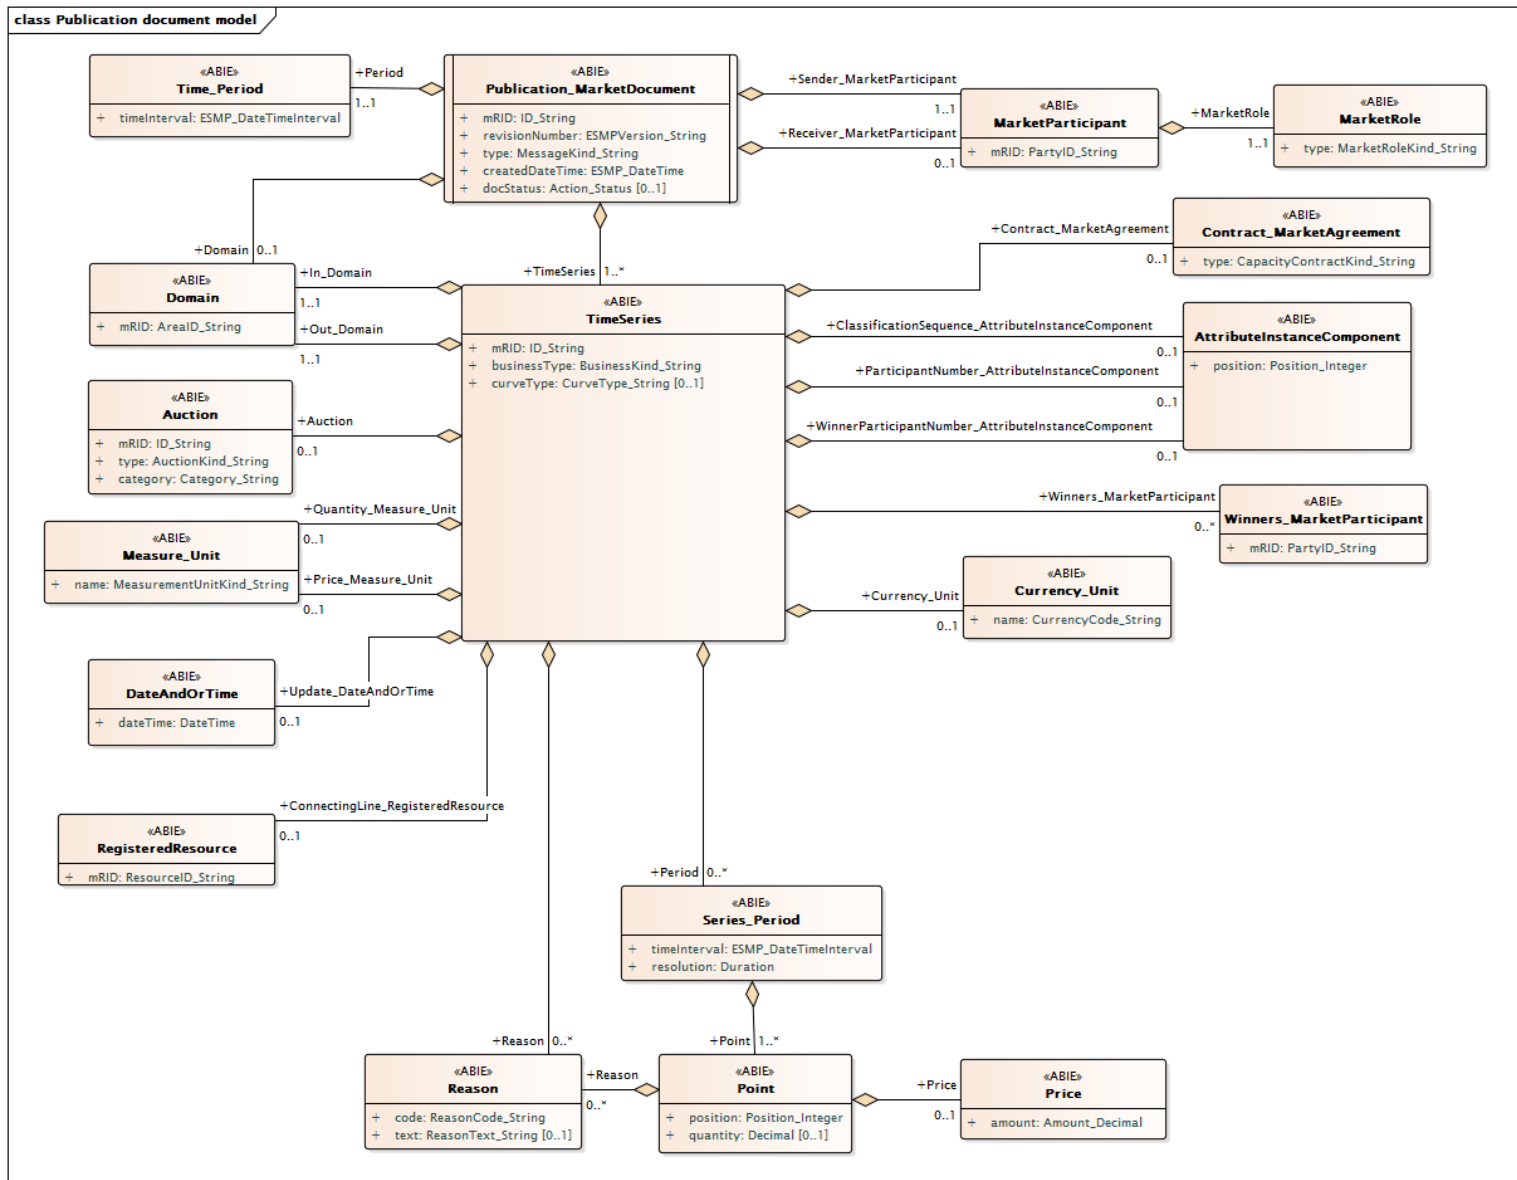 class Publication document model
«ABIE»
Time_Period
+ timeInterval: ESMP_DateTimeInterval
+Period
1..1
«ABIE»
Publication_MarketDocument
+ mRID: ID_String
+ revisionNumber: ESMPVersion_String
+ type: MessageKind_String
+ createdDateTime: ESMP_DateTime
+ docStatus: Action_Status [0..1]
+Sender_MarketParticipant
1..1
+Receiver_MarketParticipant
0..1
«ABIE»
MarketParticipant
+ mRID: PartyID_String
+MarketRole
1..1
«ABIE»
MarketRole
+ type: MarketRoleKind_String
+Domain 0..1
+TimeSeries 1..*
«ABIE»
Domain
+ mRID: AreaID_String
+In_Domain
1..1
+Out_Domain
1..1
«ABIE»
TimeSeries
+ mRID: ID_String
+ businessType: BusinessKind_String
+ curveType: CurveType_String [0..1]
+Contract_MarketAgreement
0..1
«ABIE»
Contract_MarketAgreement
+ type: CapacityContractKind_String
+ClassificationSequence_AttributeInstanceComponent
0..1
+ParticipantNumber_AttributeInstanceComponent
0..1
+WinnerParticipantNumber_AttributeInstanceComponent
0..1
«ABIE»
AttributeInstanceComponent
+ position: Position_Integer
«ABIE»
Auction
+ mRID: ID_String
+ type: AuctionKind_String
+ category: Category_String
+Auction
0..1
+Winners_MarketParticipant
0..*
«ABIE»
Winners_MarketParticipant
+ mRID: PartyID_String
«ABIE»
Measure_Unit
+ name: MeasurementUnitKind_String
+Quantity_Measure_Unit
0..1
+Price_Measure_Unit
0..1
+Currency_Unit
0..1
«ABIE»
Currency_Unit
+ name: CurrencyCode_String
«ABIE»
DateAndOrTime
+ dateTime: DateTime
+Update_DateAndOrTime
0..1
«ABIE»
RegisteredResource
+ mRID: ResourceID_String
+ConnectingLine_RegisteredResource
0..1
+Period 0..*
«ABIE»
Series_Period
+ timeInterval: ESMP_DateTimeInterval
+ resolution: Duration
+Reason 0..*
+Point 1..*
«ABIE»
Reason
+ code: ReasonCode_String
+ text: ReasonText_String [0..1]
+Reason
0..*
«ABIE»
Point
+ position: Position_Integer
+ quantity: Decimal [0..1]
+Price
0..1
«ABIE»
Price
+ amount: Amount_Decimal